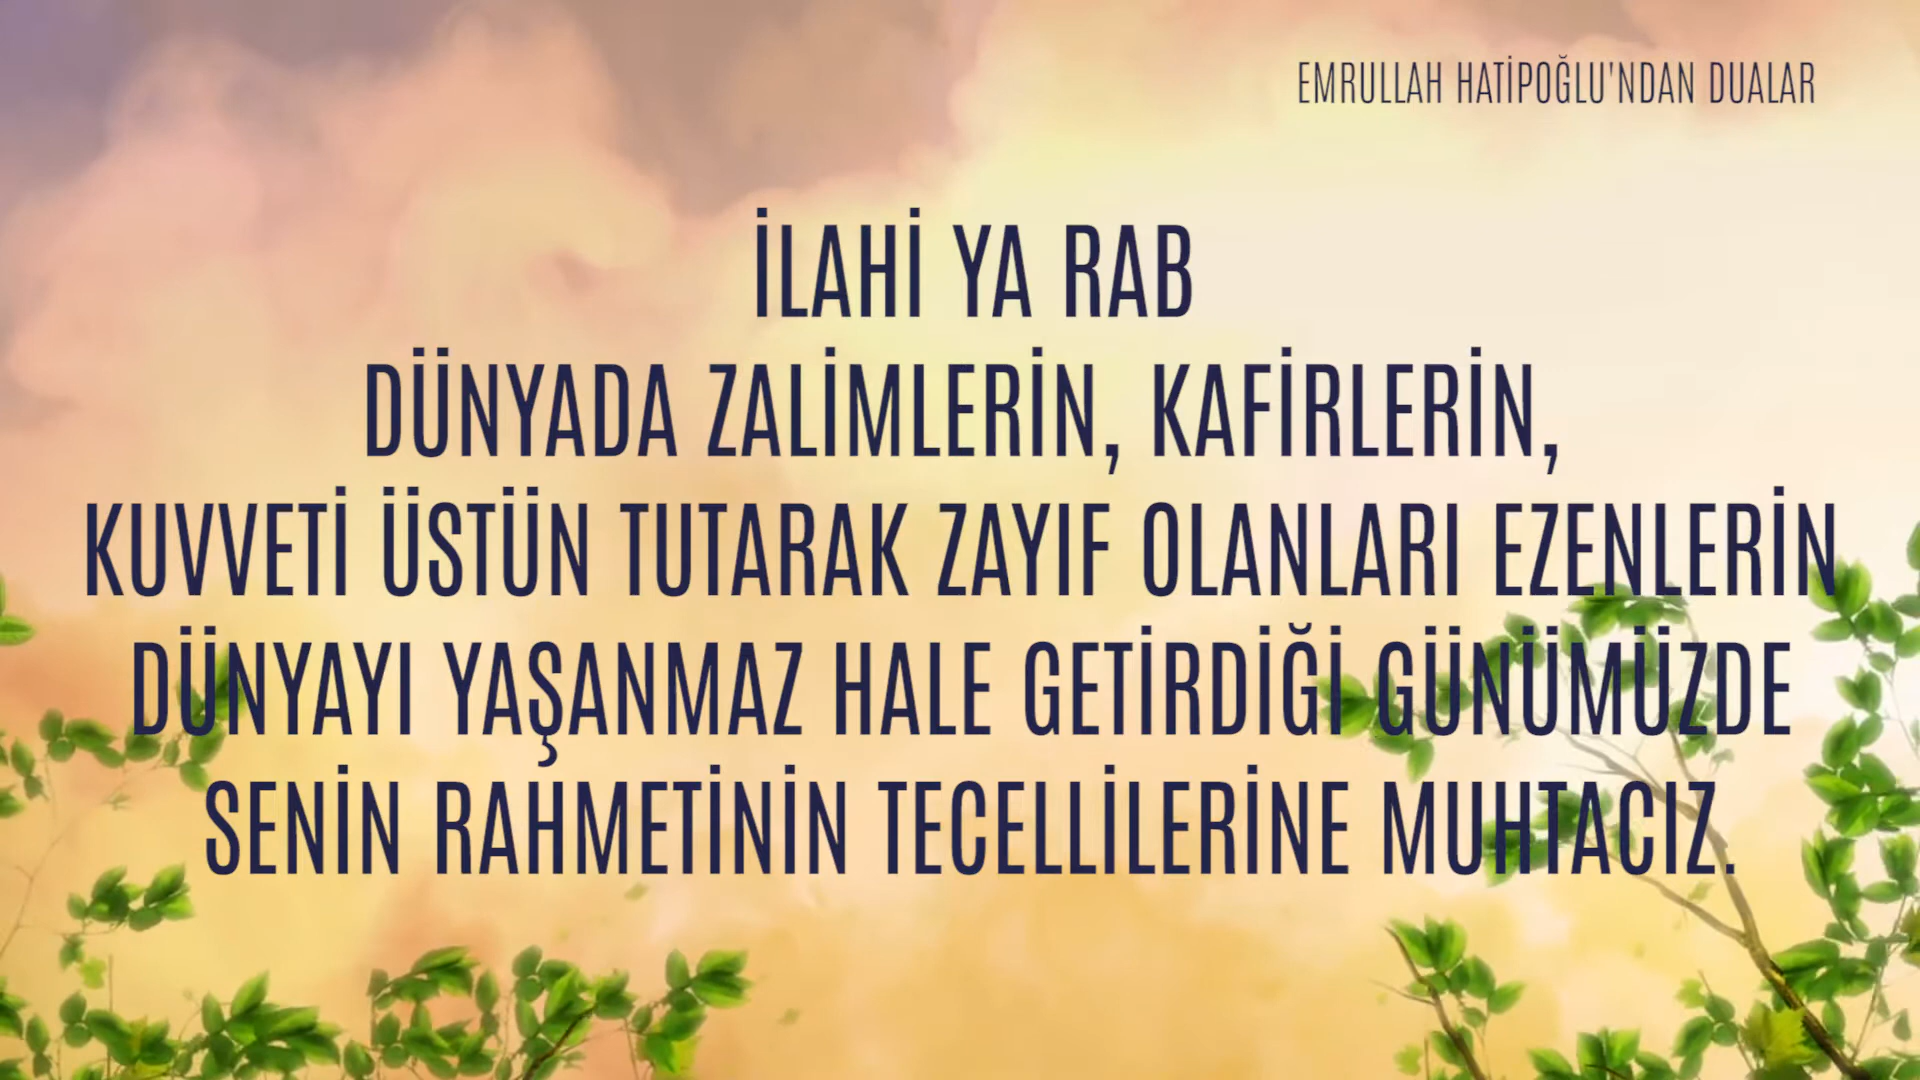 EMRULLAH HATİPOĞLU'NDAN DUALAR
İLAHİ YA RAB
DÜNYADA ZALİMLERİN, KAFİRLERİN,
KUVVETİ ÜSTÜN TUTARAK ZAYIF OLANLARI EZENLERİN
DÜNYAYI YAŞANMAZ HALE GETİRDİĞİ GÜNÜMÜZDE
SENİN RAHMETİNİN TECELLİLERİNE MUHTACIZ.